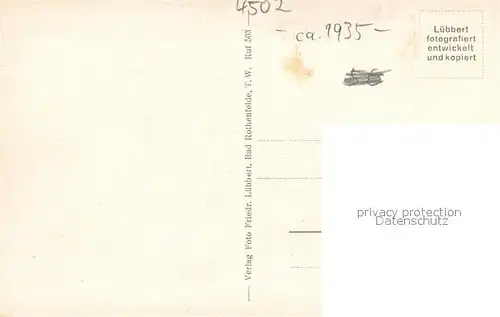 4502
- ca. 1935 -
Lübbert
fotografiert
entwickelt
und kopiert
Verlag Foto Friedr. Lübbert, Bad Rothenfelde, T. W. Ruf 503
privacy protection
Datenschutz